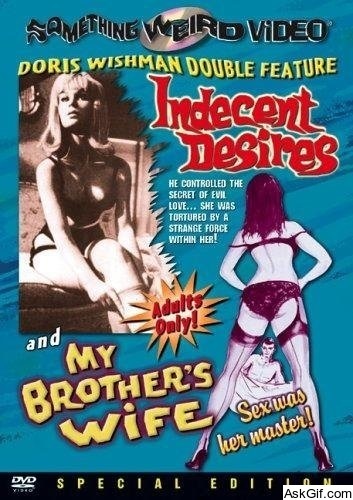 SOMETHING WEIRD VIDEO
DORIS WISHMAN DOUBLE FEATURE
Indecent
Desires
HE CONTROLLED THE
SECRET OF EVIL
LOVE... SHE WAS
TORTURED BY A
STRANGE FORCE
WITHIN HER!
Adults
Only!
and
MY
BROTHER'S
WIFE
Sex was
her master!
DVD
VIDEO
SPECIAL EDITION
AskGif.com